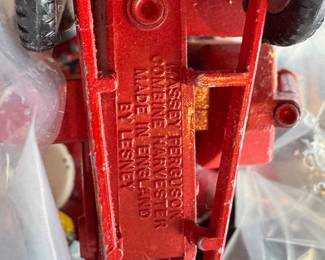 MASSEY FERGUSON
COMBINE HARVESTER
MADE IN ENGLAND
BY LESNEY